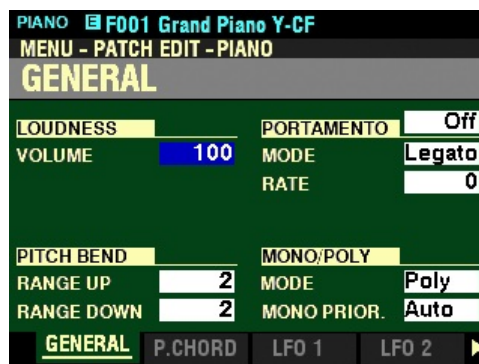 PIANO E F001 Grand Piano Y-CF
MENU - PATCH EDIT - PIANO
GENERAL
LOUDNESS
VOLUME 100
PORTAMENTO Off
MODE Legato
RATE 0
PITCH BEND
RANGE UP 2
RANGE DOWN 2
MONO/POLY
MODE Poly
MONO PRIOR. Auto
GENERAL P.CHORD LFO 1 LFO 2